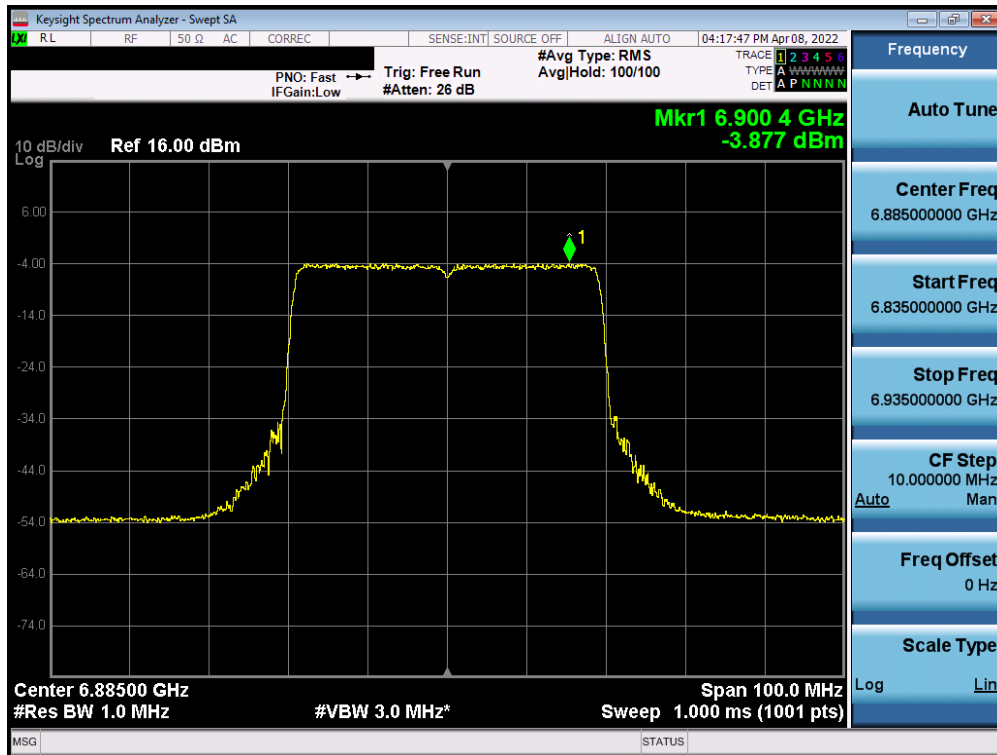 Keysight Spectrum Analyzer - Swept SA
LXI RL RF 50 Ω AC CORREC SENSE:INT SOURCE OFF ALIGN AUTO 04:17:47 PM Apr 08, 2022
PNO: Fast
IFGain:Low
Trig: Free Run
#Atten: 26 dB
#Avg Type: RMS
Avg|Hold: 100/100
TRACE 1 2 3 4 5 6
TYPE A WWWWW
DET A P N N N N
Mkr1 6.900 4 GHz
-3.877 dBm
10 dB/div Ref 16.00 dBm
Log
6.00
1
-4.00
-14.0
-24.0
-34.0
-44.0
-54.0
-64.0
-74.0
Center 6.88500 GHz Span 100.0 MHz
#Res BW 1.0 MHz #VBW 3.0 MHz* Sweep 1.000 ms (1001 pts)
MSG STATUS
Frequency
Auto Tune
Center Freq
6.885000000 GHz
Start Freq
6.835000000 GHz
Stop Freq
6.935000000 GHz
CF Step
10.000000 MHz
Auto Man
Freq Offset
0 Hz
Scale Type
Log Lin